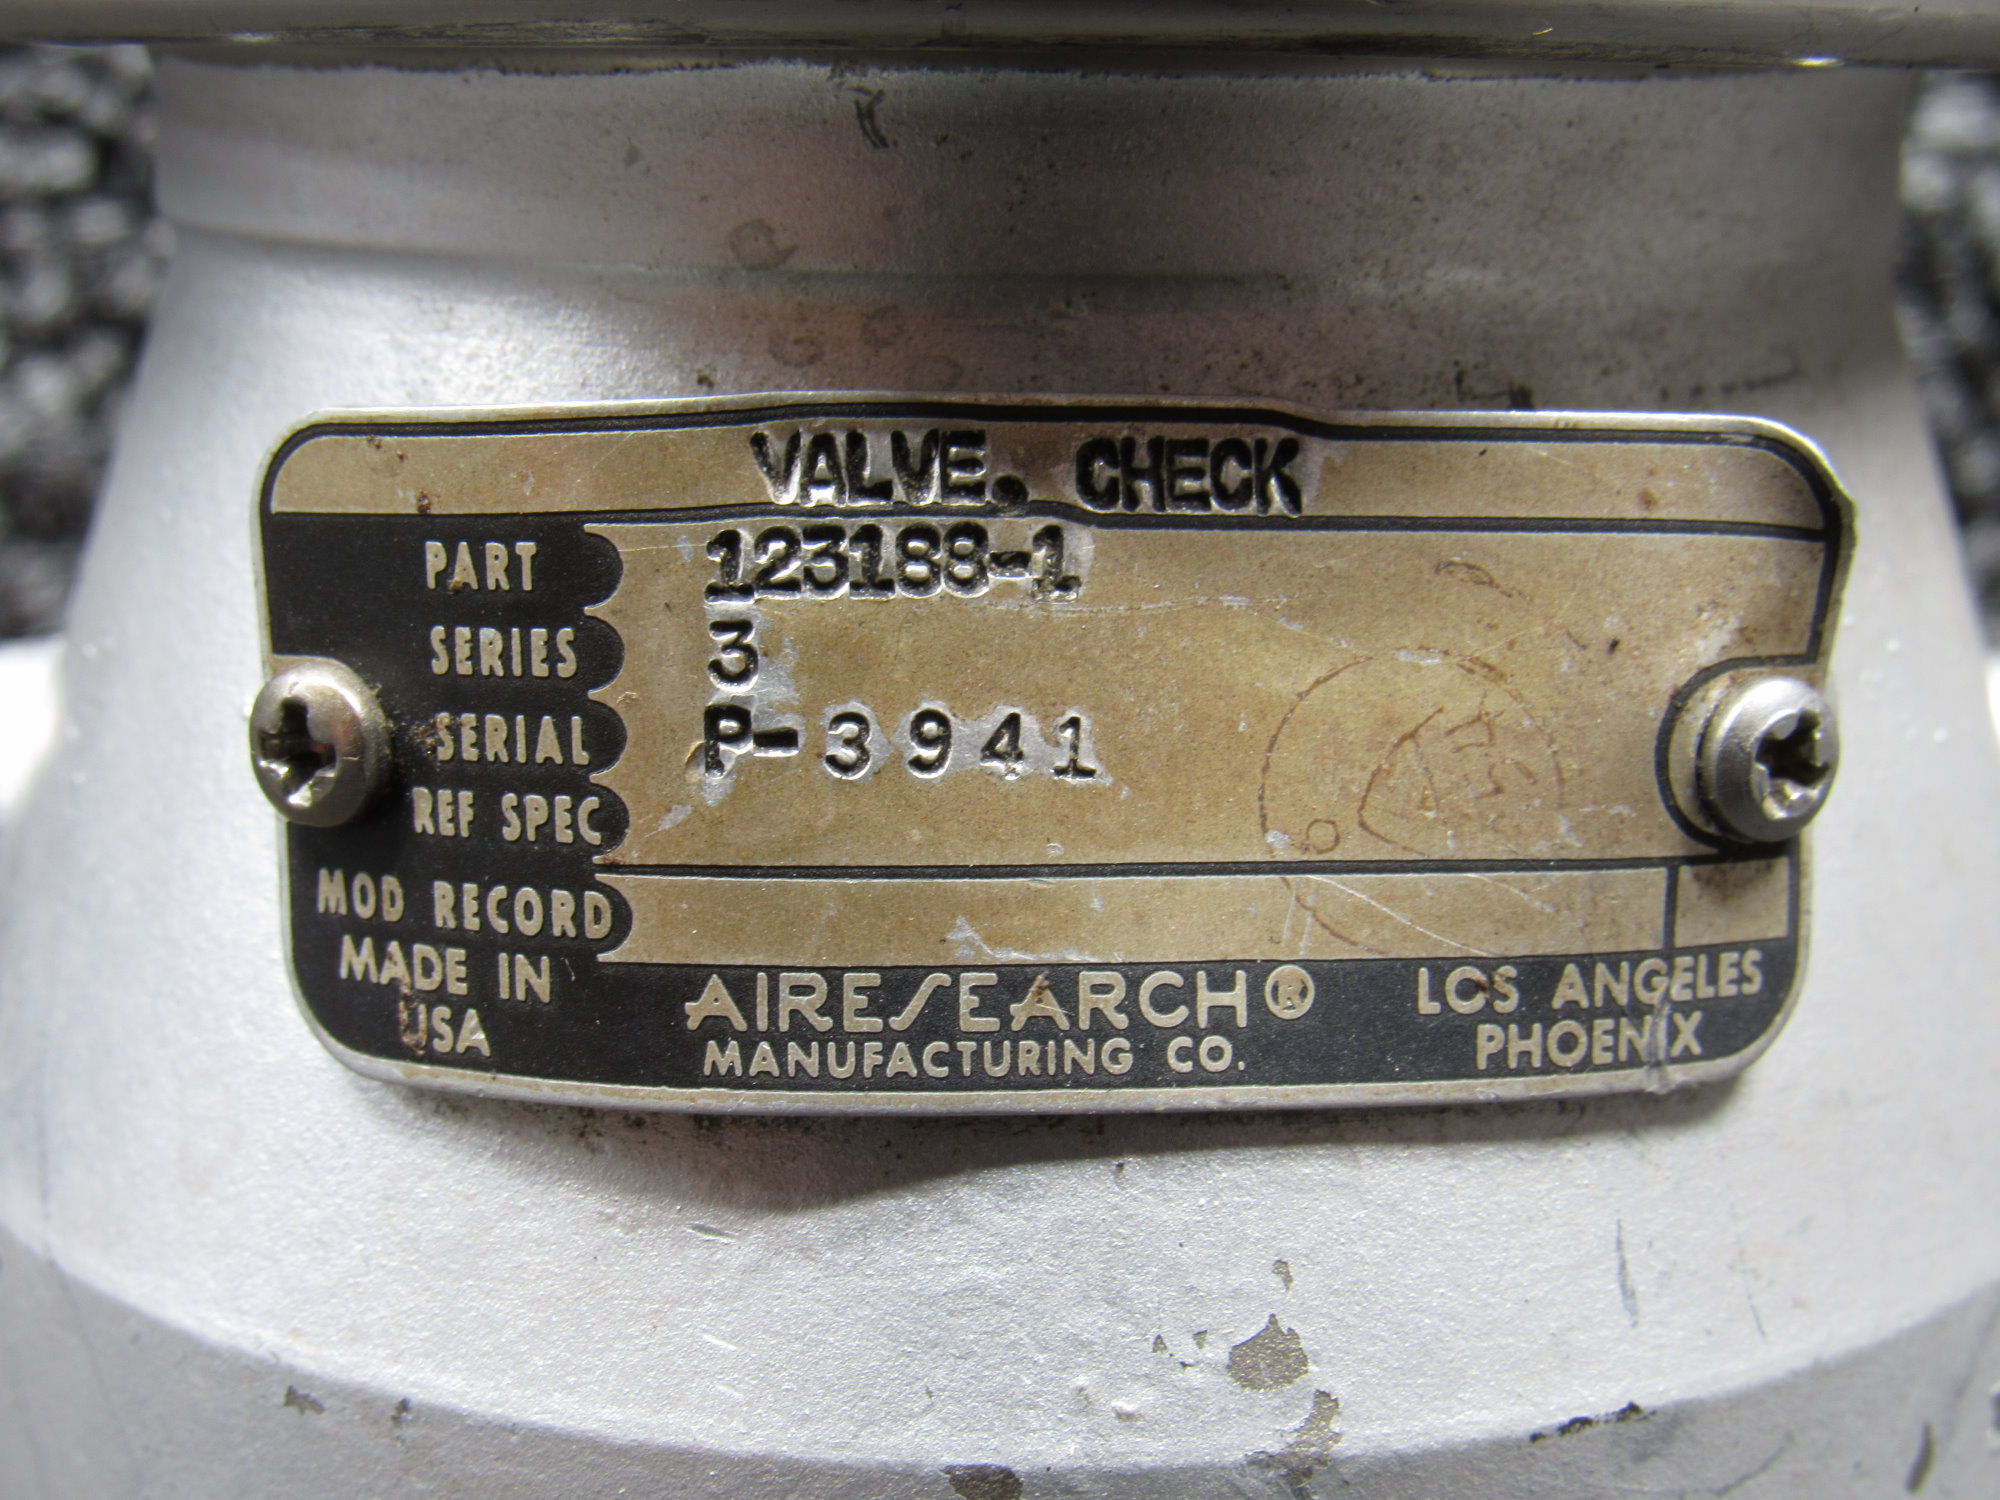 VALVE, CHECK
PART 123188-1
SERIES 3
SERIAL P-3941
REF SPEC
MOD RECORD
MADE IN
USA
AIRESEARCH®
MANUFACTURING CO.
LOS ANGELES
PHOENIX